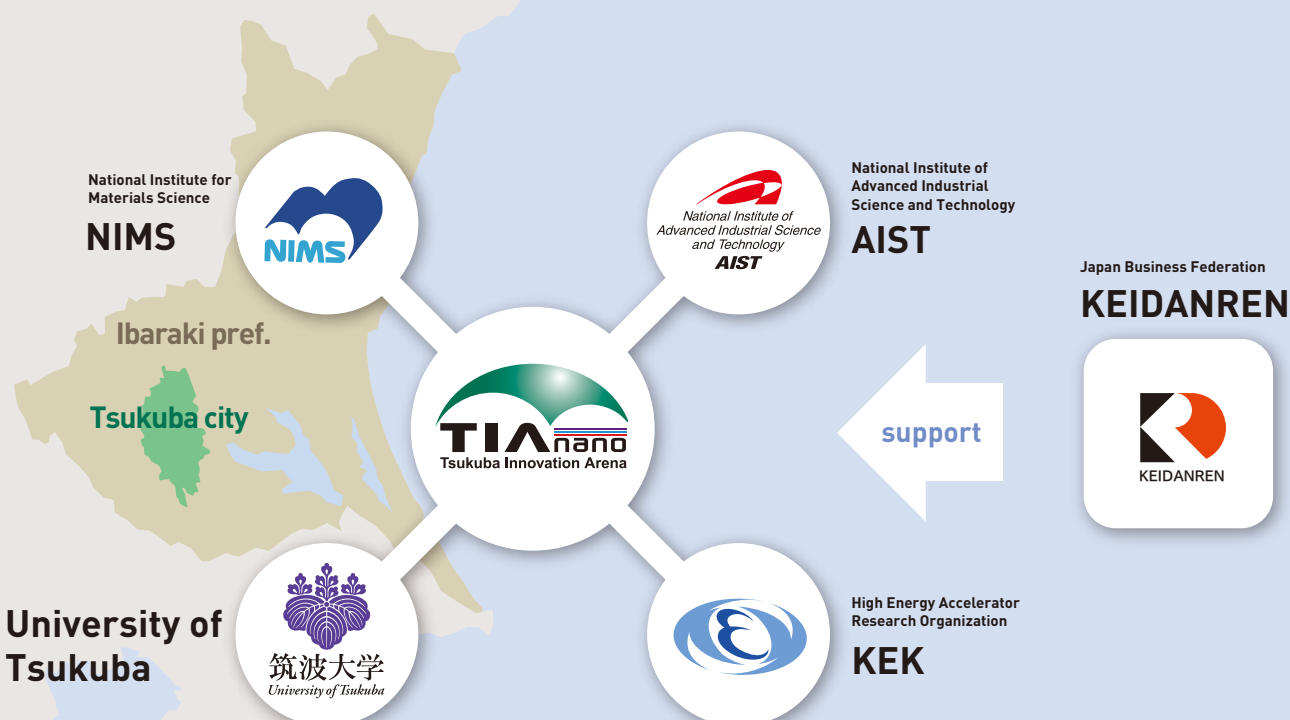 National Institute for
Materials Science
NIMS
NIMS
National Institute of
Advanced Industrial Science
and Technology
AIST
National Institute of
Advanced Industrial
Science and Technology
AIST
Japan Business Federation
KEIDANREN
KEIDANREN
Ibaraki pref.
Tsukuba city
TIA nano
Tsukuba Innovation Arena
support
University of
Tsukuba
筑波大学
University of Tsukuba
High Energy Accelerator
Research Organization
KEK